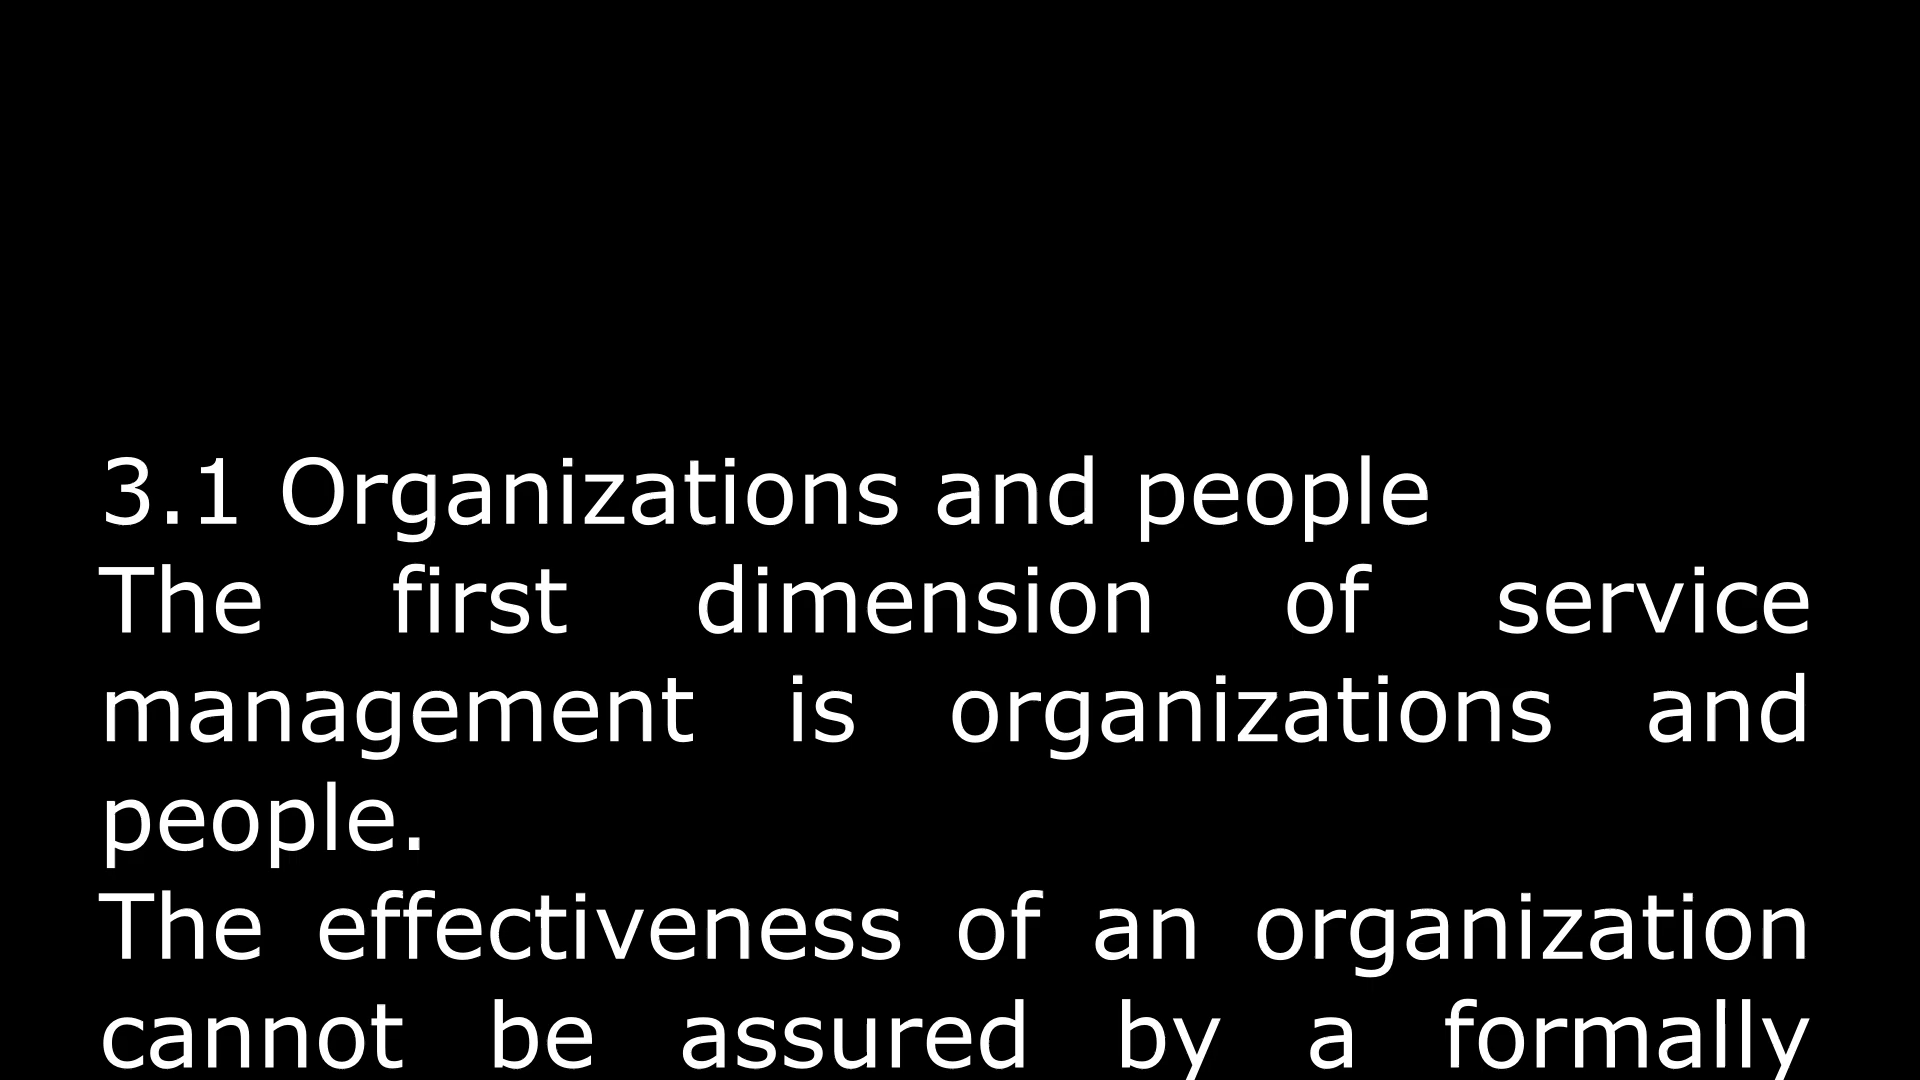 3.1 Organizations and people
The first dimension of service
management is organizations and
people.
The effectiveness of an organization
cannot be assured by a formally